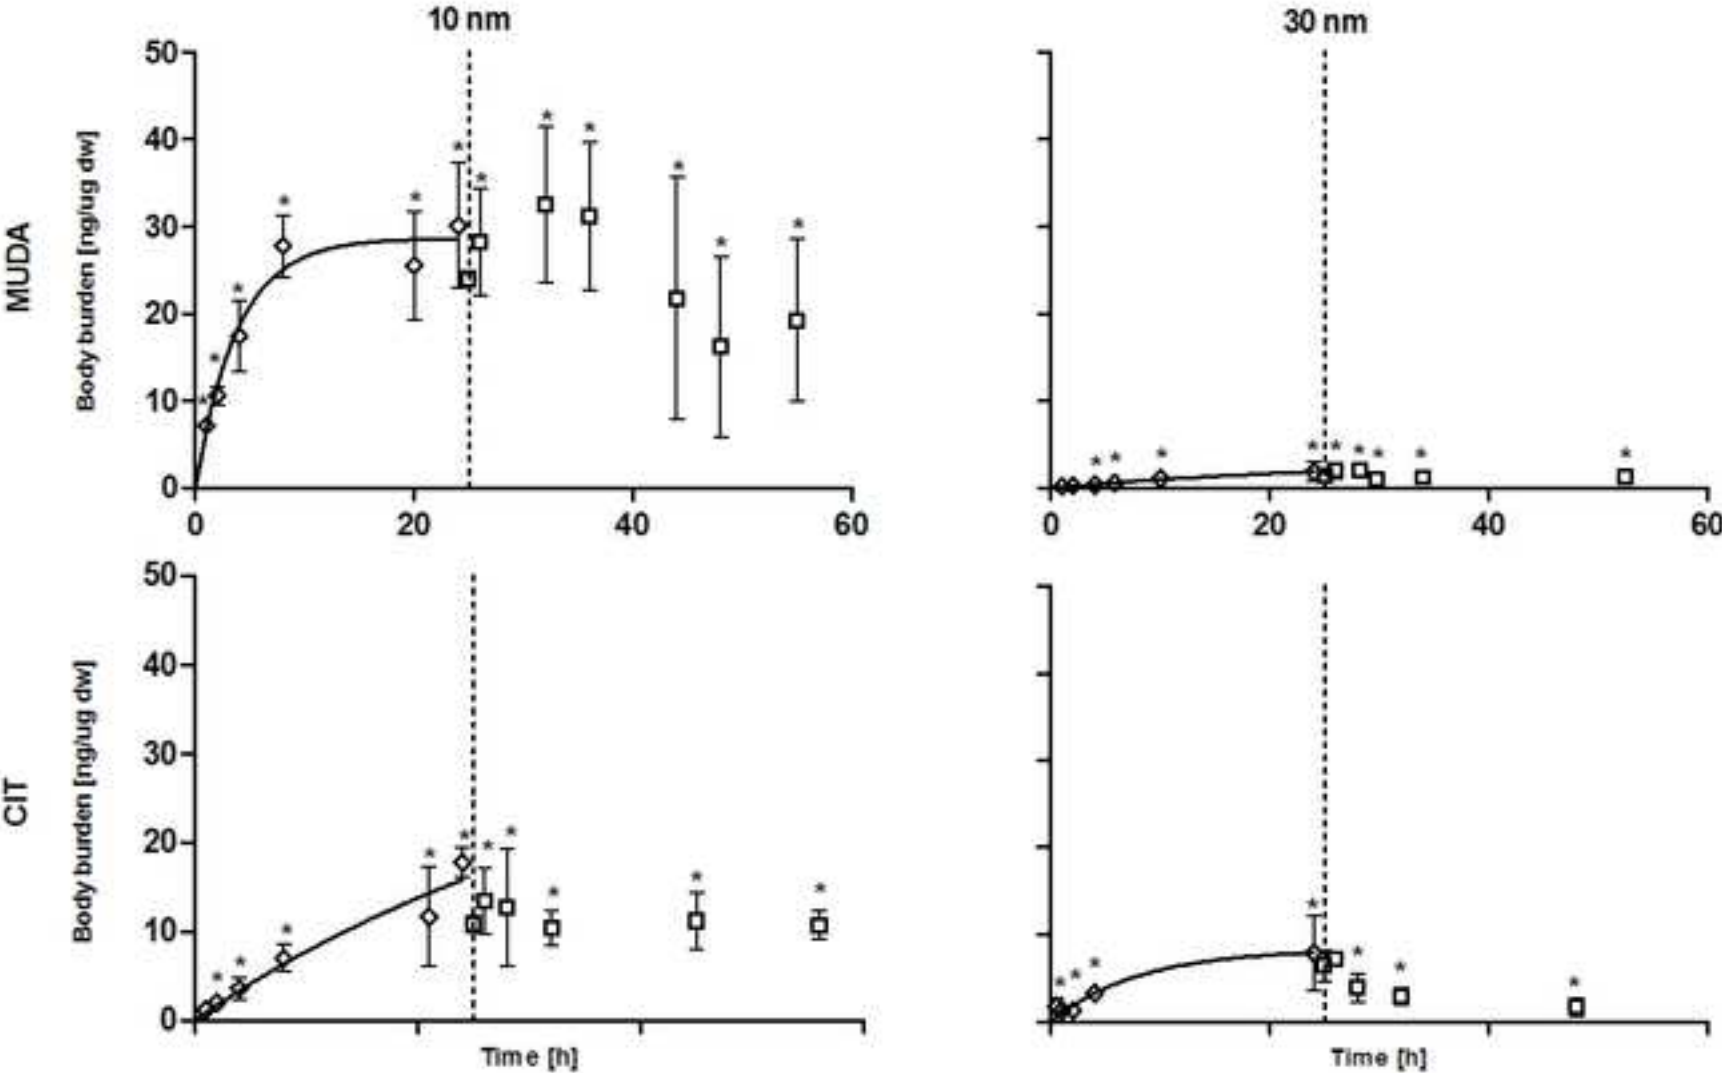 10 nm
30 nm
MUDA
Body burden [ng/ug dw]
50
40
30
20
10
0
0 20 40 60
0 20 40 60
* * * * * * * * * * * *
* * * * * * * * *
CIT
Body burden [ng/ug dw]
50
40
30
20
10
0
* * * * * * * * * *
* * * * * * *
Time [h]
Time [h]